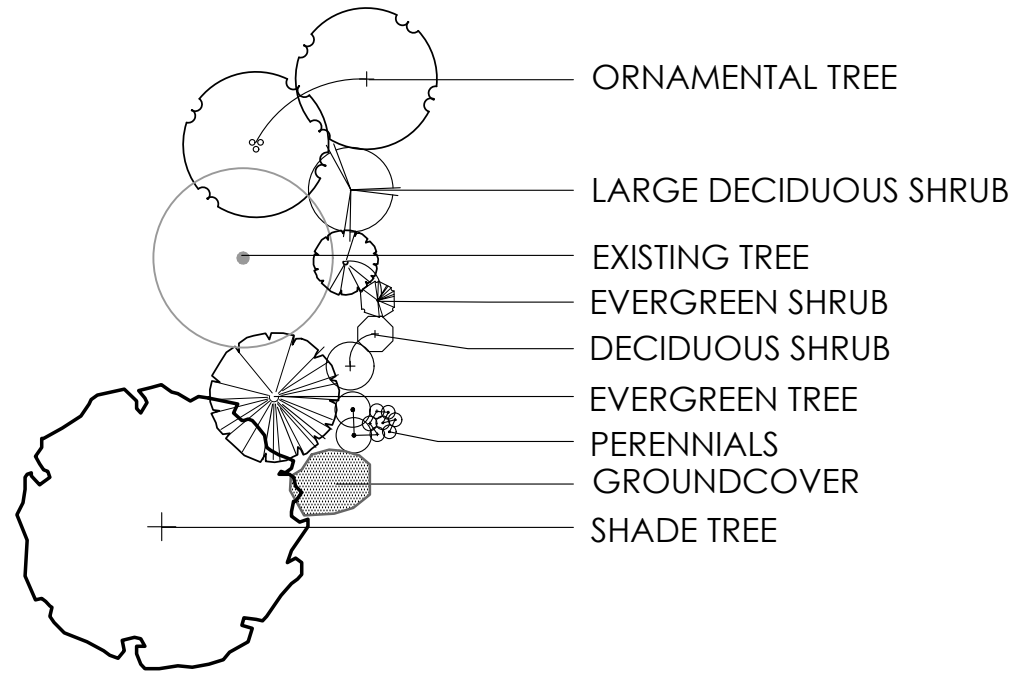 ORNAMENTAL TREE
LARGE DECIDUOUS SHRUB
EXISTING TREE
EVERGREEN SHRUB
DECIDUOUS SHRUB
EVERGREEN TREE
PERENNIALS
GROUNDCOVER
SHADE TREE